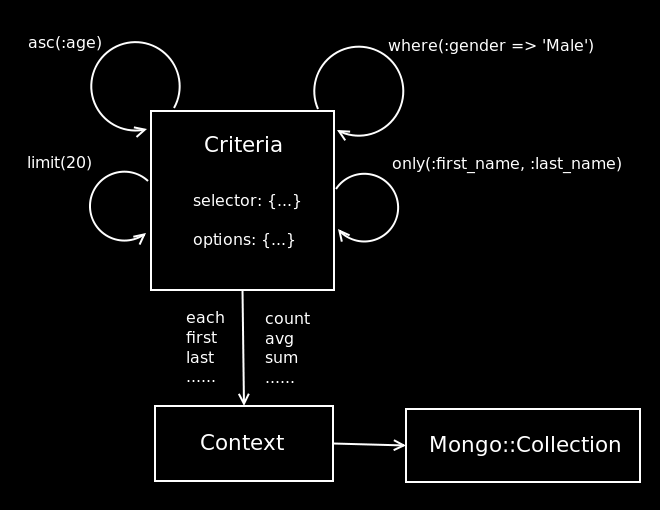 asc(:age)
where(:gender => 'Male')
Criteria
limit(20)
only(:first_name, :last_name)
selector: {...}
options: {...}
each
first
last
......
count
avg
sum
......
Context
Mongo::Collection